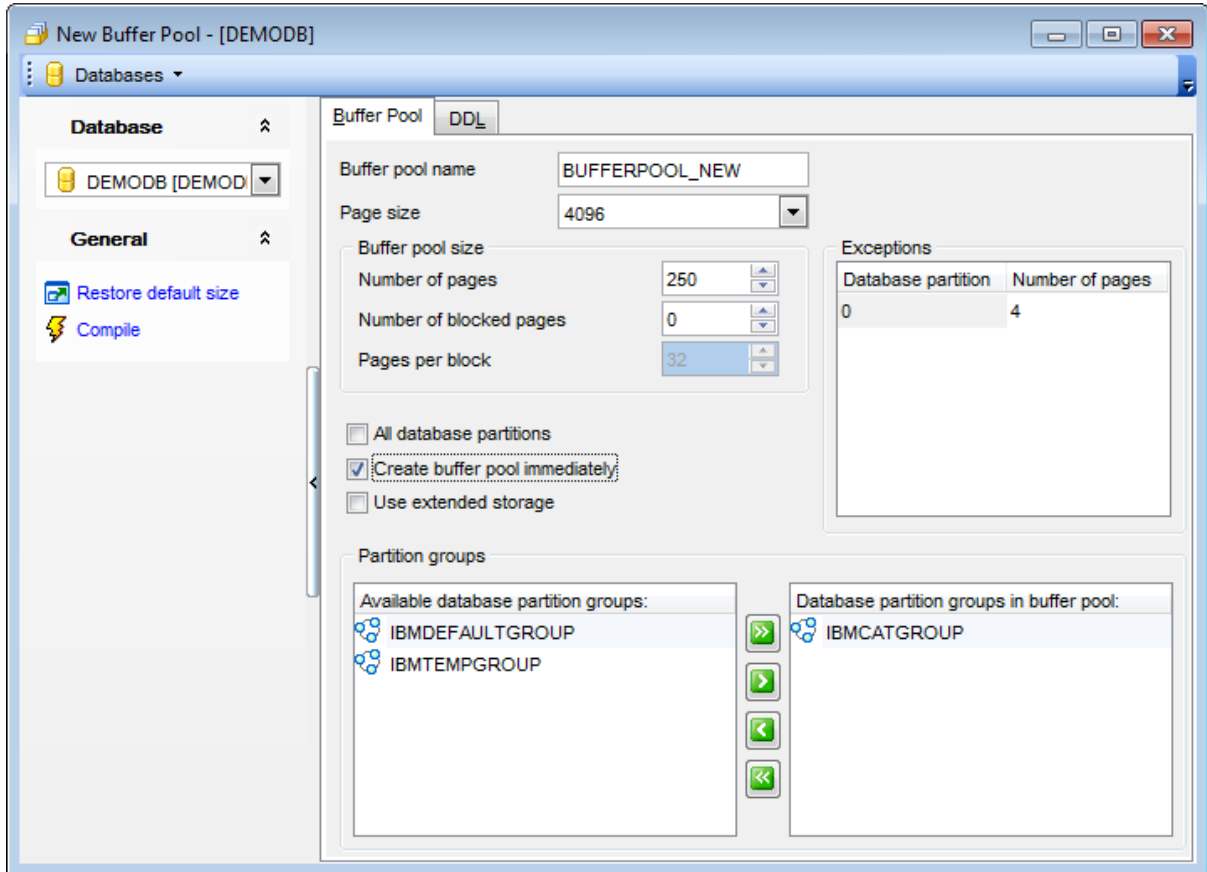 New Buffer Pool - [DEMODB]
Databases
Database
DEMODB [DEMOD
General
Restore default size
Compile
Buffer Pool
DDL
Buffer pool name
BUFFERPOOL_NEW
Page size
4096
Buffer pool size
Number of pages
250
Number of blocked pages
0
Pages per block
32
Exceptions
Database partition Number of pages
0 4
All database partitions
Create buffer pool immediately
Use extended storage
Partition groups
Available database partition groups:
IBMDEFAULTGROUP
IBMTEMPGROUP
Database partition groups in buffer pool:
IBMCATGROUP